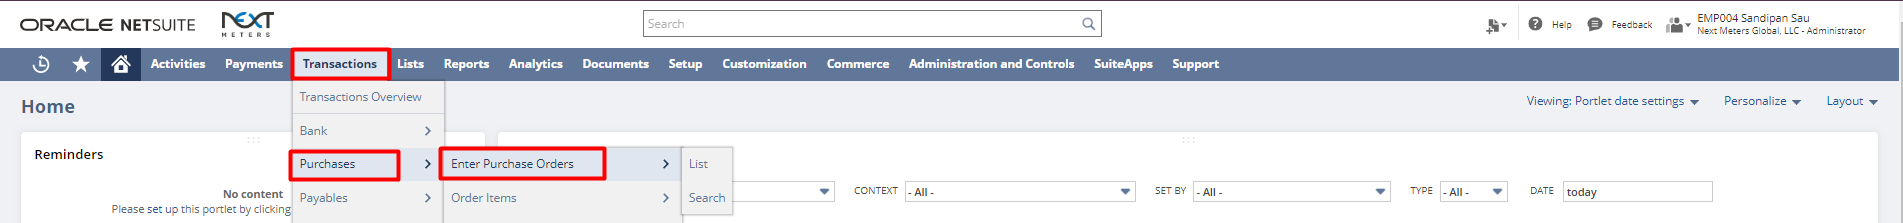 ORACLE NETSUITE
NEXT
METERS
Search
Help
Feedback
EMP004 Sandipan Sau
Next Meters Global, LLC - Administrator
Activities Payments Transactions Lists Reports Analytics Documents Setup Customization Commerce Administration and Controls SuiteApps Support
Home
Transactions Overview
Viewing: Portlet date settings Personalize Layout
Bank
Reminders
Purchases
Enter Purchase Orders
List
No content
Please set up this portlet by clicking
Payables
Order Items
Search
CONTEXT - All - SET BY - All - TYPE - All - DATE today